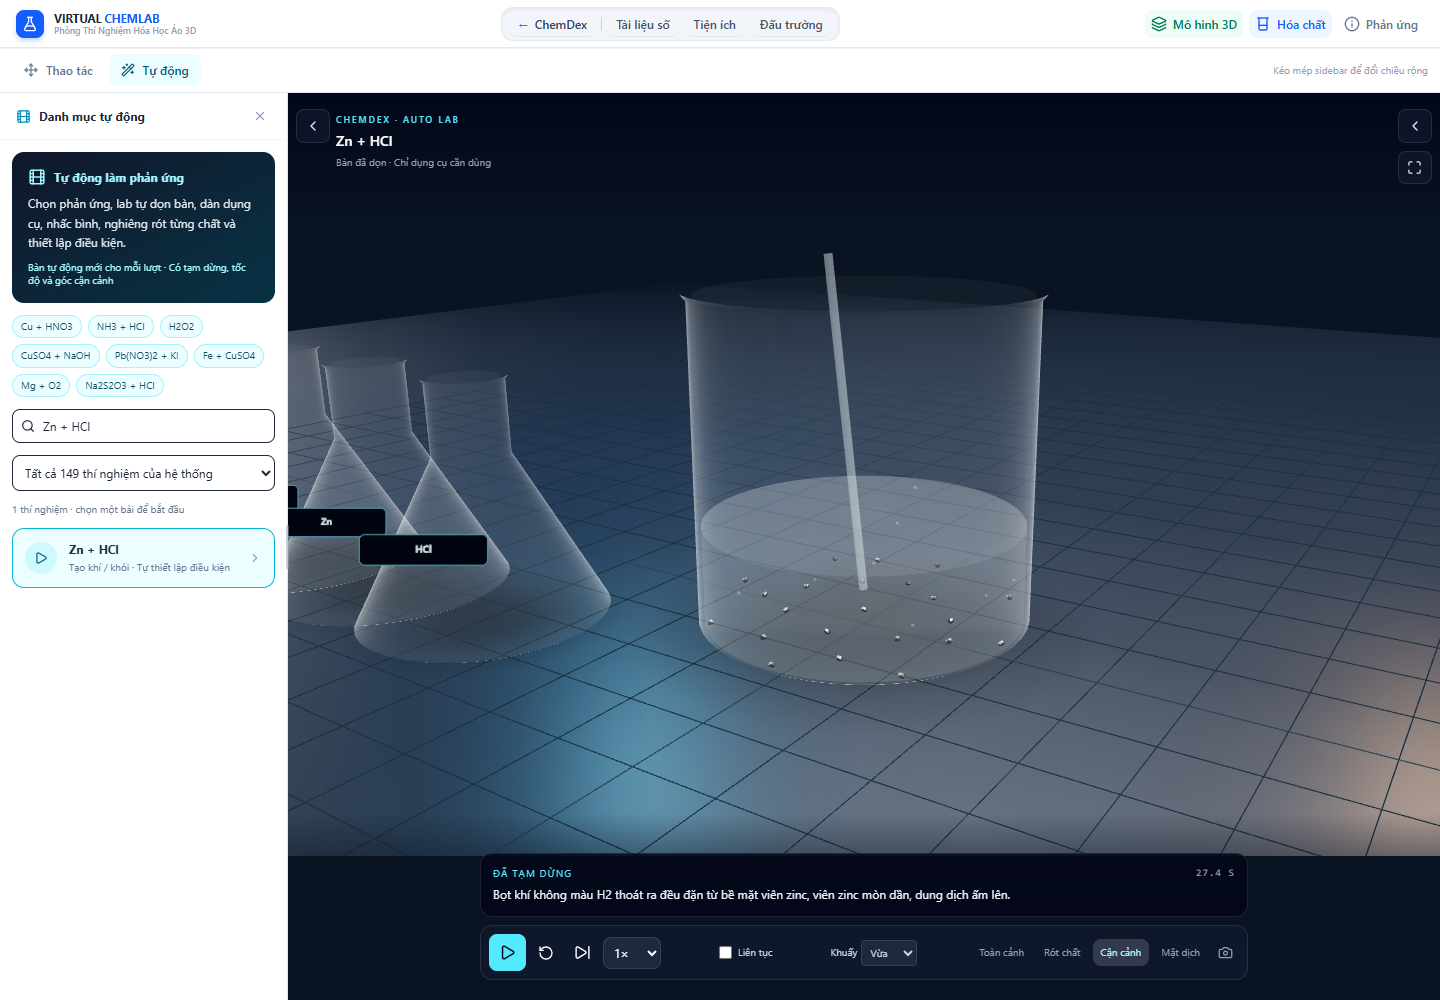 VIRTUAL CHEMLAB
Phòng Thí Nghiệm Hóa Học Ảo 3D
← ChemDex
Tài liệu số
Tiện ích
Đấu trường
Mô hình 3D
Hóa chất
Phản ứng
Thao tác
Tự động
Kéo mép sidebar để đổi chiều rộng
Danh mục tự động
Tự động làm phản ứng
Chọn phản ứng, lab tự dọn bàn, dàn dụng
cụ, nhấc bình, nghiêng rót từng chất và
thiết lập điều kiện.
Bàn tự động mới cho mỗi lượt · Có tạm dừng, tốc
độ và góc cận cảnh
Cu + HNO3
NH3 + HCl
H2O2
CuSO4 + NaOH
Pb(NO3)2 + KI
Fe + CuSO4
Mg + O2
Na2S2O3 + HCl
Zn + HCl
Tất cả 149 thí nghiệm của hệ thống
1 thí nghiệm · chọn một bài để bắt đầu
Zn + HCl
Tạo khí / khói · Tự thiết lập điều kiện
CHEMDEX · AUTO LAB
Zn + HCl
Bàn đã dọn · Chỉ dụng cụ cần dùng
Zn
HCl
ĐÃ TẠM DỪNG
27.4 S
Bọt khí không màu H2 thoát ra đều đặn từ bề mặt viên zinc, viên zinc mòn dần, dung dịch ấm lên.
1×
Liên tục
Khuấy
Vừa
Toàn cảnh
Rót chất
Cận cảnh
Mặt dịch